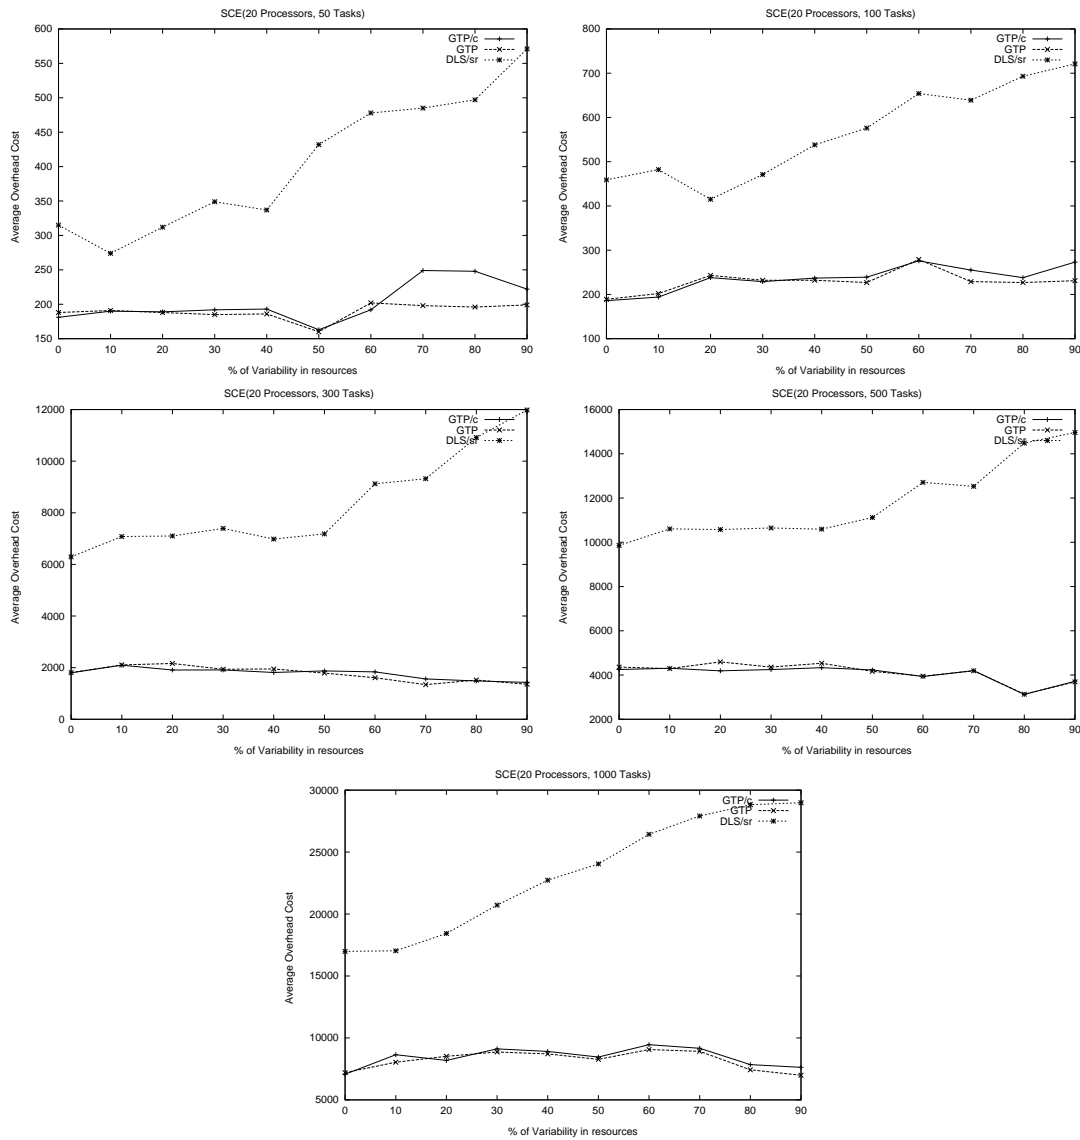 SCE(20 Processors, 50 Tasks)
600
550
500
450
400
350
300
250
200
150
0 10 20 30 40 50 60 70 80 90
Average Overhead Cost
% of Variability in resources
GTP/c
GTP
DLS/sr
SCE(20 Processors, 100 Tasks)
800
700
600
500
400
300
200
100
0 10 20 30 40 50 60 70 80 90
Average Overhead Cost
% of Variability in resources
GTP/c
GTP
DLS/sr
SCE(20 Processors, 300 Tasks)
12000
10000
8000
6000
4000
2000
0
0 10 20 30 40 50 60 70 80 90
Average Overhead Cost
% of Variability in resources
GTP/c
GTP
DLS/sr
SCE(20 Processors, 500 Tasks)
16000
14000
12000
10000
8000
6000
4000
2000
0 10 20 30 40 50 60 70 80 90
Average Overhead Cost
% of Variability in resources
GTP/c
GTP
DLS/sr
SCE(20 Processors, 1000 Tasks)
30000
25000
20000
15000
10000
5000
0 10 20 30 40 50 60 70 80 90
Average Overhead Cost
% of Variability in resources
GTP/c
GTP
DLS/sr